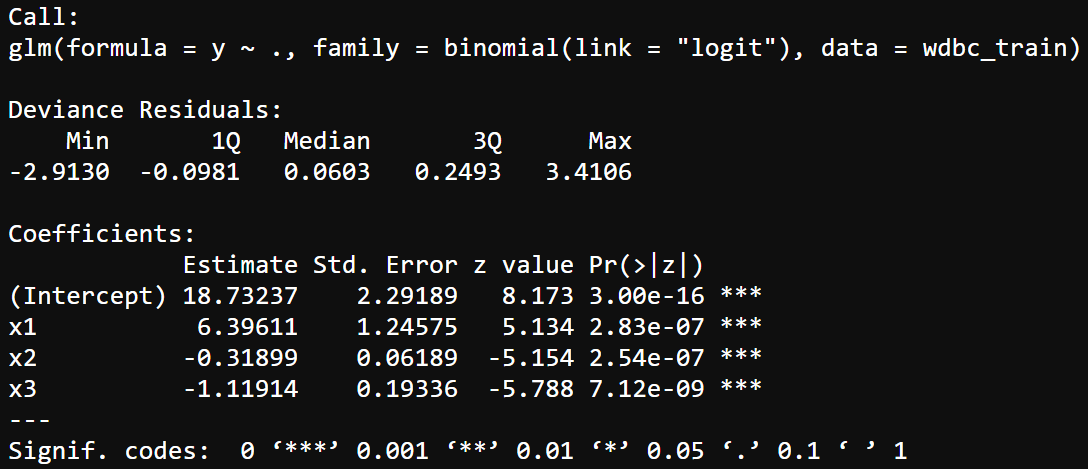 Call:
glm(formula = y ~ ., family = binomial(link = "logit"), data = wdbc_train)
Deviance Residuals:
    Min       1Q   Median       3Q      Max
-2.9130  -0.0981   0.0603   0.2493   3.4106
Coefficients:
            Estimate Std. Error z value Pr(>|z|)
(Intercept) 18.73237    2.29189   8.173 3.00e-16 ***
x1           6.39611    1.24575   5.134 2.83e-07 ***
x2          -0.31899    0.06189  -5.154 2.54e-07 ***
x3          -1.11914    0.19336  -5.788 7.12e-09 ***
---
Signif. codes:  0 ‘***’ 0.001 ‘**’ 0.01 ‘*’ 0.05 ‘.’ 0.1 ‘ ’ 1